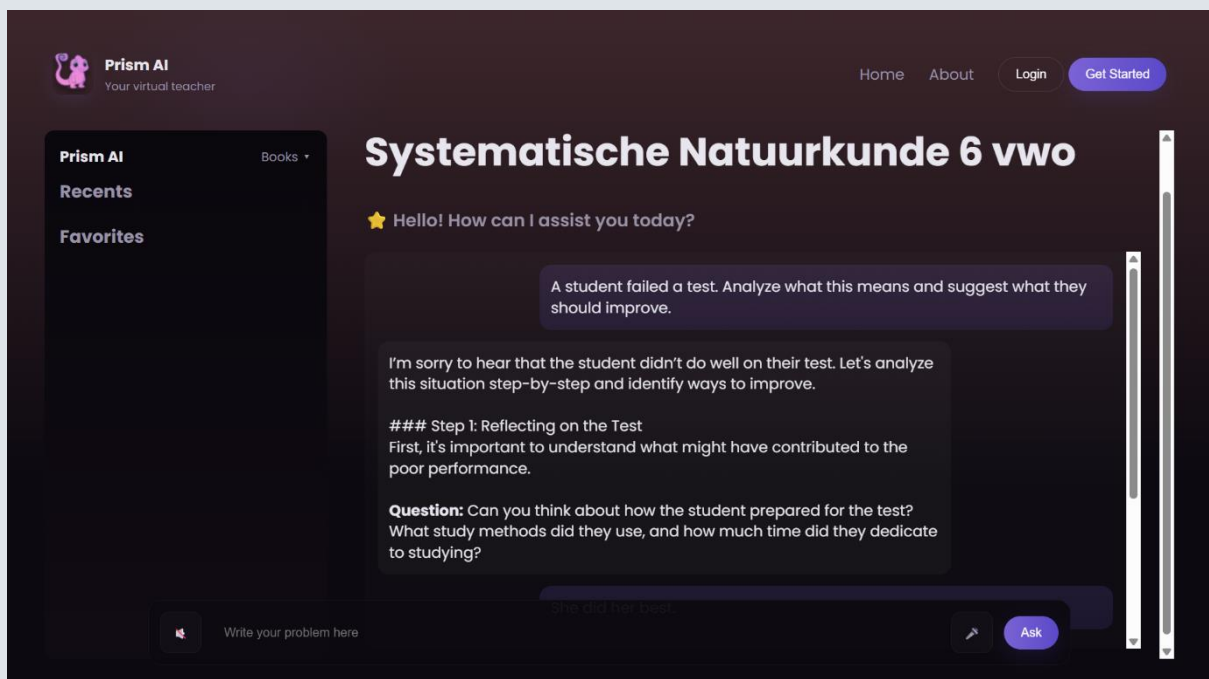 Prism AI
Your virtual teacher
Home About Login Get Started
Prism AI Books ▾
Recents
Favorites
Systematische Natuurkunde 6 vwo
⭐ Hello! How can I assist you today?
A student failed a test. Analyze what this means and suggest what they
should improve.
I'm sorry to hear that the student didn't do well on their test. Let's analyze
this situation step-by-step and identify ways to improve.
### Step 1: Reflecting on the Test
First, it's important to understand what might have contributed to the
poor performance.
Question: Can you think about how the student prepared for the test?
What study methods did they use, and how much time did they dedicate
to studying?
She did her best.
Write your problem here
Ask